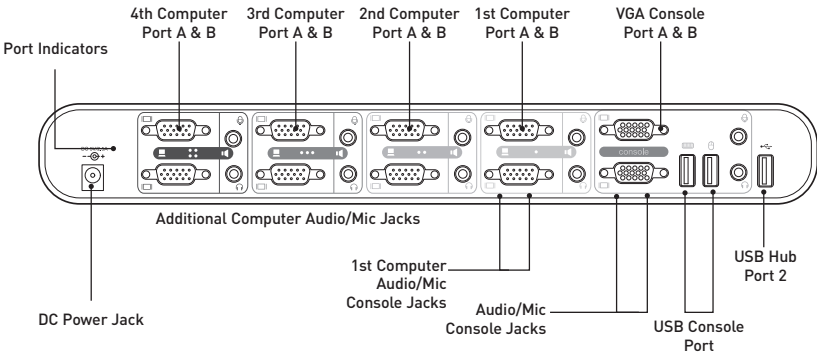 4th Computer
Port A & B
3rd Computer
Port A & B
2nd Computer
Port A & B
1st Computer
Port A & B
VGA Console
Port A & B
Port Indicators
console
Additional Computer Audio/Mic Jacks
1st Computer
Audio/Mic
Console Jacks
Audio/Mic
Console Jacks
DC Power Jack
USB Console
Port
USB Hub
Port 2